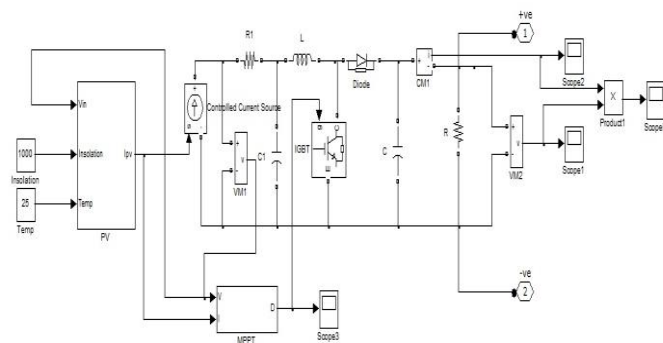 +ve
1
R1
L
Diode
CM1
Scope2
Product1
Scope
Vin
Insolation
Temp
Ipv
PV
1000
Insolation
25
Temp
Controlled Current Source
VM1
C1
IGBT
C
R
VM2
Scope1
-ve
2
V
I
D
MPPT
Scope3